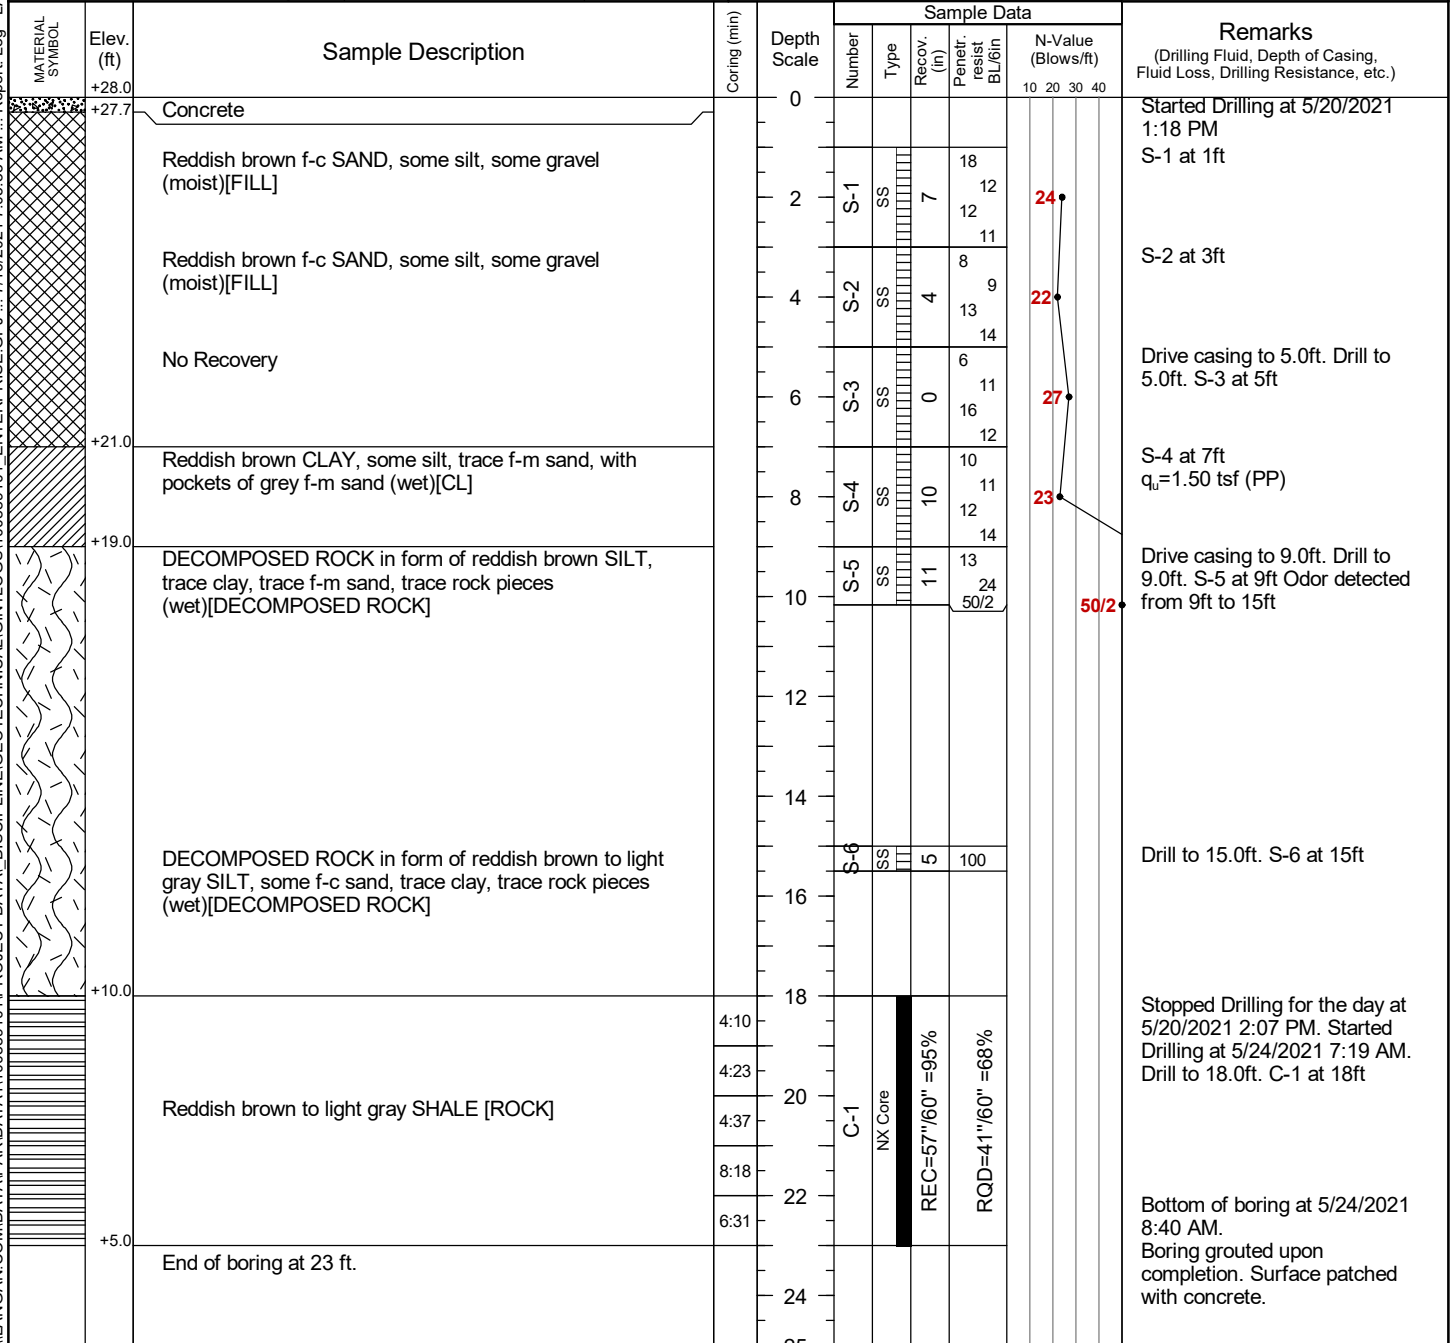 MATERIAL SYMBOL
Elev. (ft)
+28.0
Sample Description
Coring (min)
Depth Scale
Sample Data
Number
Type
Recov. (in)
Penetr. resist BL/6in
N-Value (Blows/ft)
10 20 30 40
Remarks
(Drilling Fluid, Depth of Casing,
Fluid Loss, Drilling Resistance, etc.)
0
+27.7
Concrete
Started Drilling at 5/20/2021
1:18 PM
Reddish brown f-c SAND, some silt, some gravel
(moist)[FILL]
2
S-1
SS
7
18
12
12
11
24
S-1 at 1ft
Reddish brown f-c SAND, some silt, some gravel
(moist)[FILL]
4
S-2
SS
4
8
9
13
14
22
S-2 at 3ft
No Recovery
6
S-3
SS
0
6
11
16
12
27
Drive casing to 5.0ft. Drill to
5.0ft. S-3 at 5ft
+21.0
Reddish brown CLAY, some silt, trace f-m sand, with
pockets of grey f-m sand (wet)[CL]
8
S-4
SS
10
10
11
12
14
23
S-4 at 7ft
qu=1.50 tsf (PP)
+19.0
DECOMPOSED ROCK in form of reddish brown SILT,
trace clay, trace f-m sand, trace rock pieces
(wet)[DECOMPOSED ROCK]
10
S-5
SS
11
13
24
50/2
50/2
Drive casing to 9.0ft. Drill to
9.0ft. S-5 at 9ft Odor detected
from 9ft to 15ft
12
14
DECOMPOSED ROCK in form of reddish brown to light
gray SILT, some f-c sand, trace clay, trace rock pieces
(wet)[DECOMPOSED ROCK]
S-6
SS
5
100
Drill to 15.0ft. S-6 at 15ft
16
+10.0
18
4:10
4:23
4:37
8:18
6:31
Reddish brown to light gray SHALE [ROCK]
20
22
C-1
NX Core
REC=57"/60" =95%
RQD=41"/60" =68%
Stopped Drilling for the day at
5/20/2021 2:07 PM. Started
Drilling at 5/24/2021 7:19 AM.
Drill to 18.0ft. C-1 at 18ft
Bottom of boring at 5/24/2021
8:40 AM.
Boring grouted upon
completion. Surface patched
with concrete.
+5.0
End of boring at 23 ft.
24